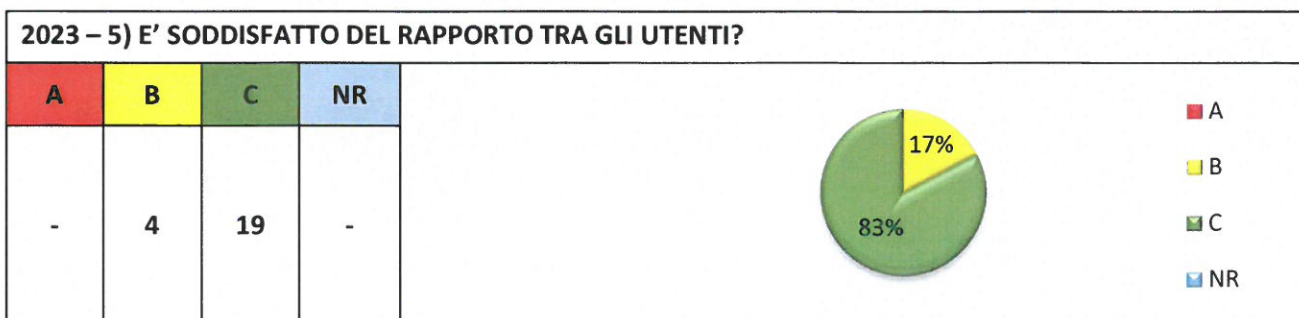 2023 – 5) E’ SODDISFATTO DEL RAPPORTO TRA GLI UTENTI?
A B C NR
- 4 19 -
17%
83%
A
B
C
NR